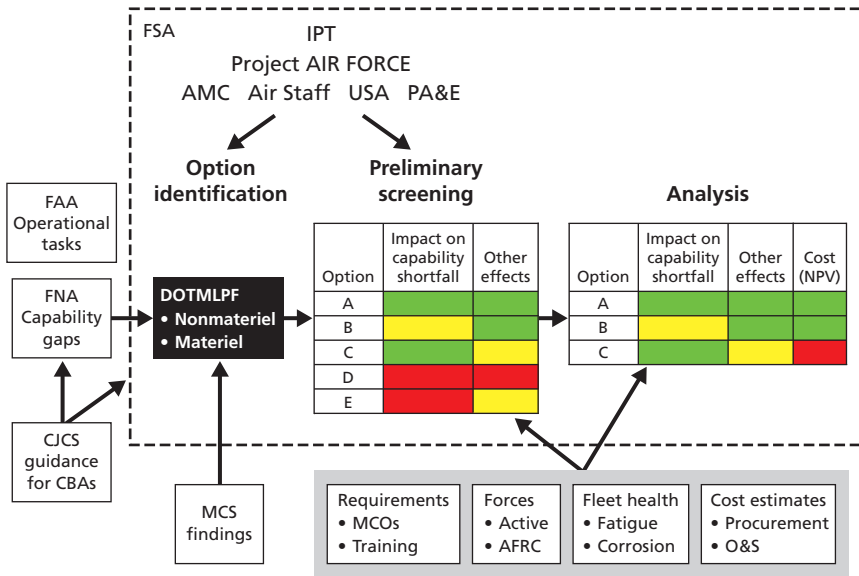 FSA
IPT
Project AIR FORCE
AMC Air Staff USA PA&E
Option
identification
Preliminary
screening
Analysis
FAA
Operational
tasks
FNA
Capability
gaps
CJCS
guidance
for CBAs
DOTMLPF
• Nonmateriel
• Materiel
MCS
findings
Option
Impact on
capability
shortfall
Other
effects
A
B
C
D
E
Option
Impact on
capability
shortfall
Other
effects
Cost
(NPV)
A
B
C
Requirements
• MCOs
• Training
Forces
• Active
• AFRC
Fleet health
• Fatigue
• Corrosion
Cost estimates
• Procurement
• O&S